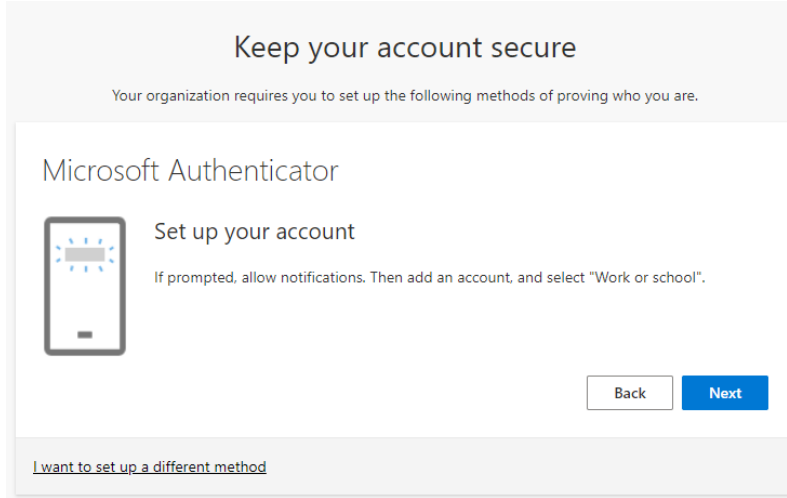 Keep your account secure
Your organization requires you to set up the following methods of proving who you are.
Microsoft Authenticator
Set up your account
If prompted, allow notifications. Then add an account, and select "Work or school".
Back
Next
I want to set up a different method